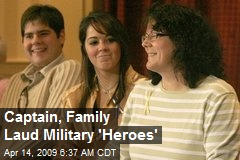 Captain, Family
Laud Military 'Heroes'
Apr 14, 2009 6:37 AM CDT